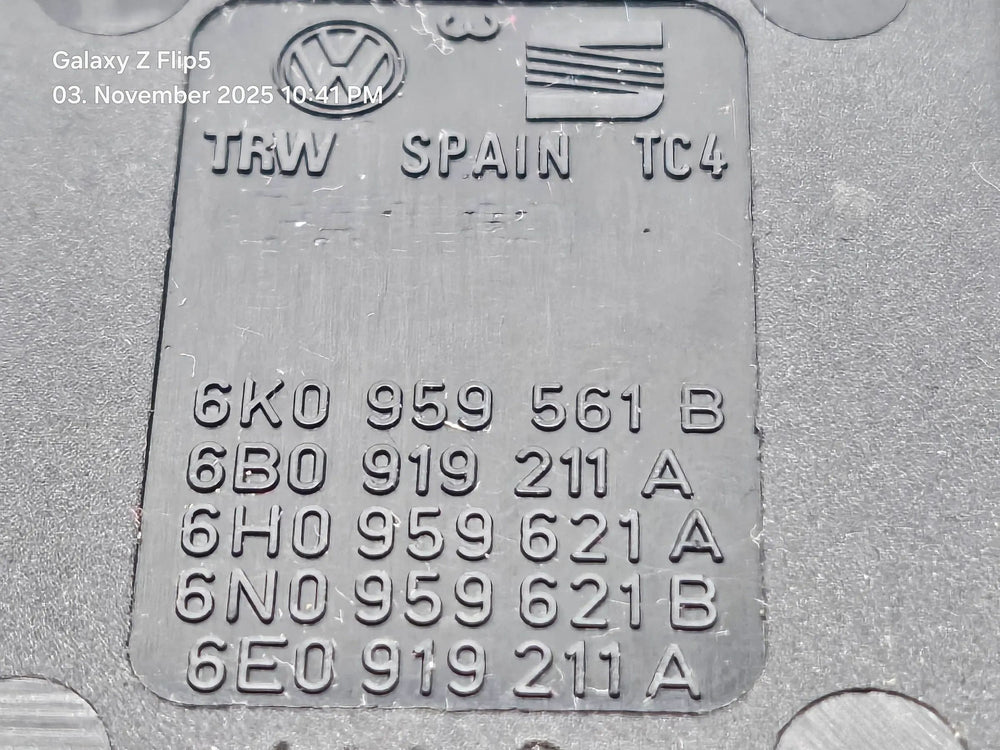 Galaxy Z Flip5
03. November 2025 10:41 PM
3
TRW SPAIN TC4
6K0 959 561 B
6B0 919 211 A
6H0 959 621 A
6N0 959 621 B
6E0 919 211 A